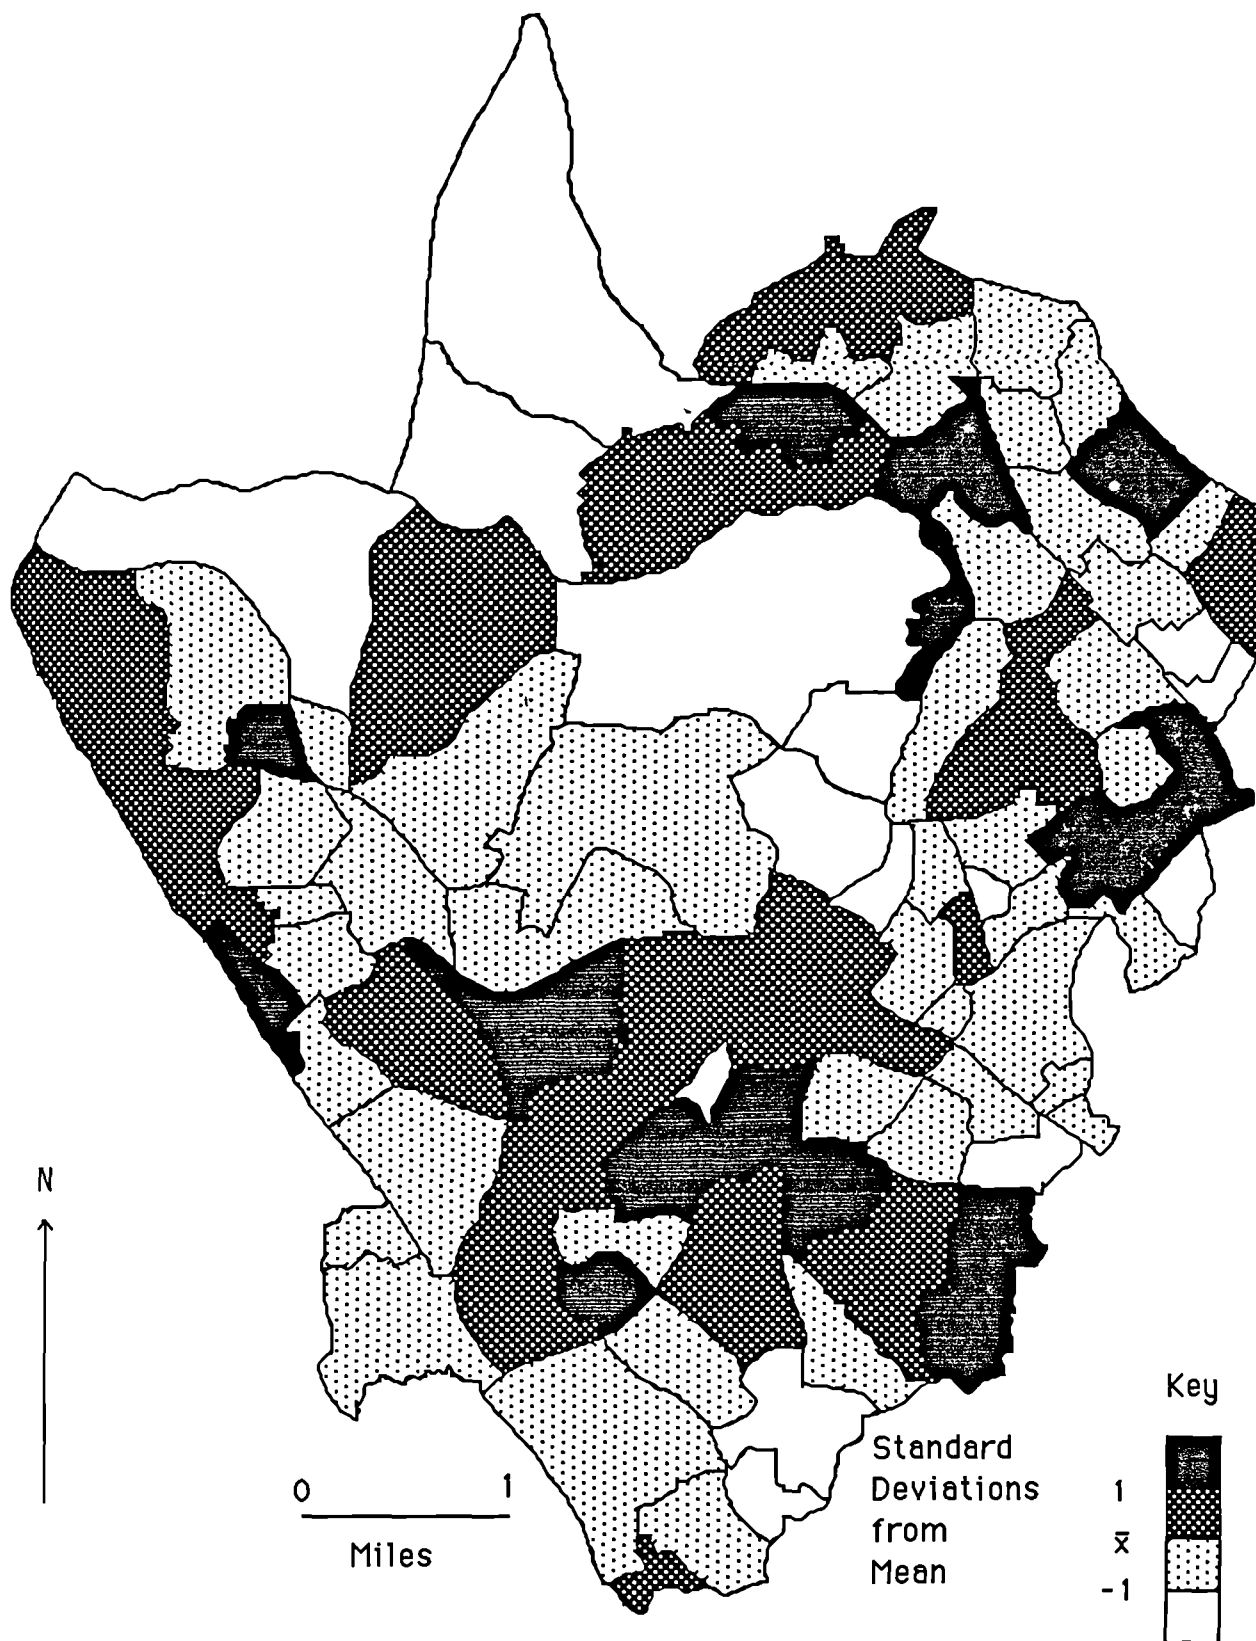 N
0 1
Miles
Key
Standard
Deviations
from
Mean
1
x̄
-1